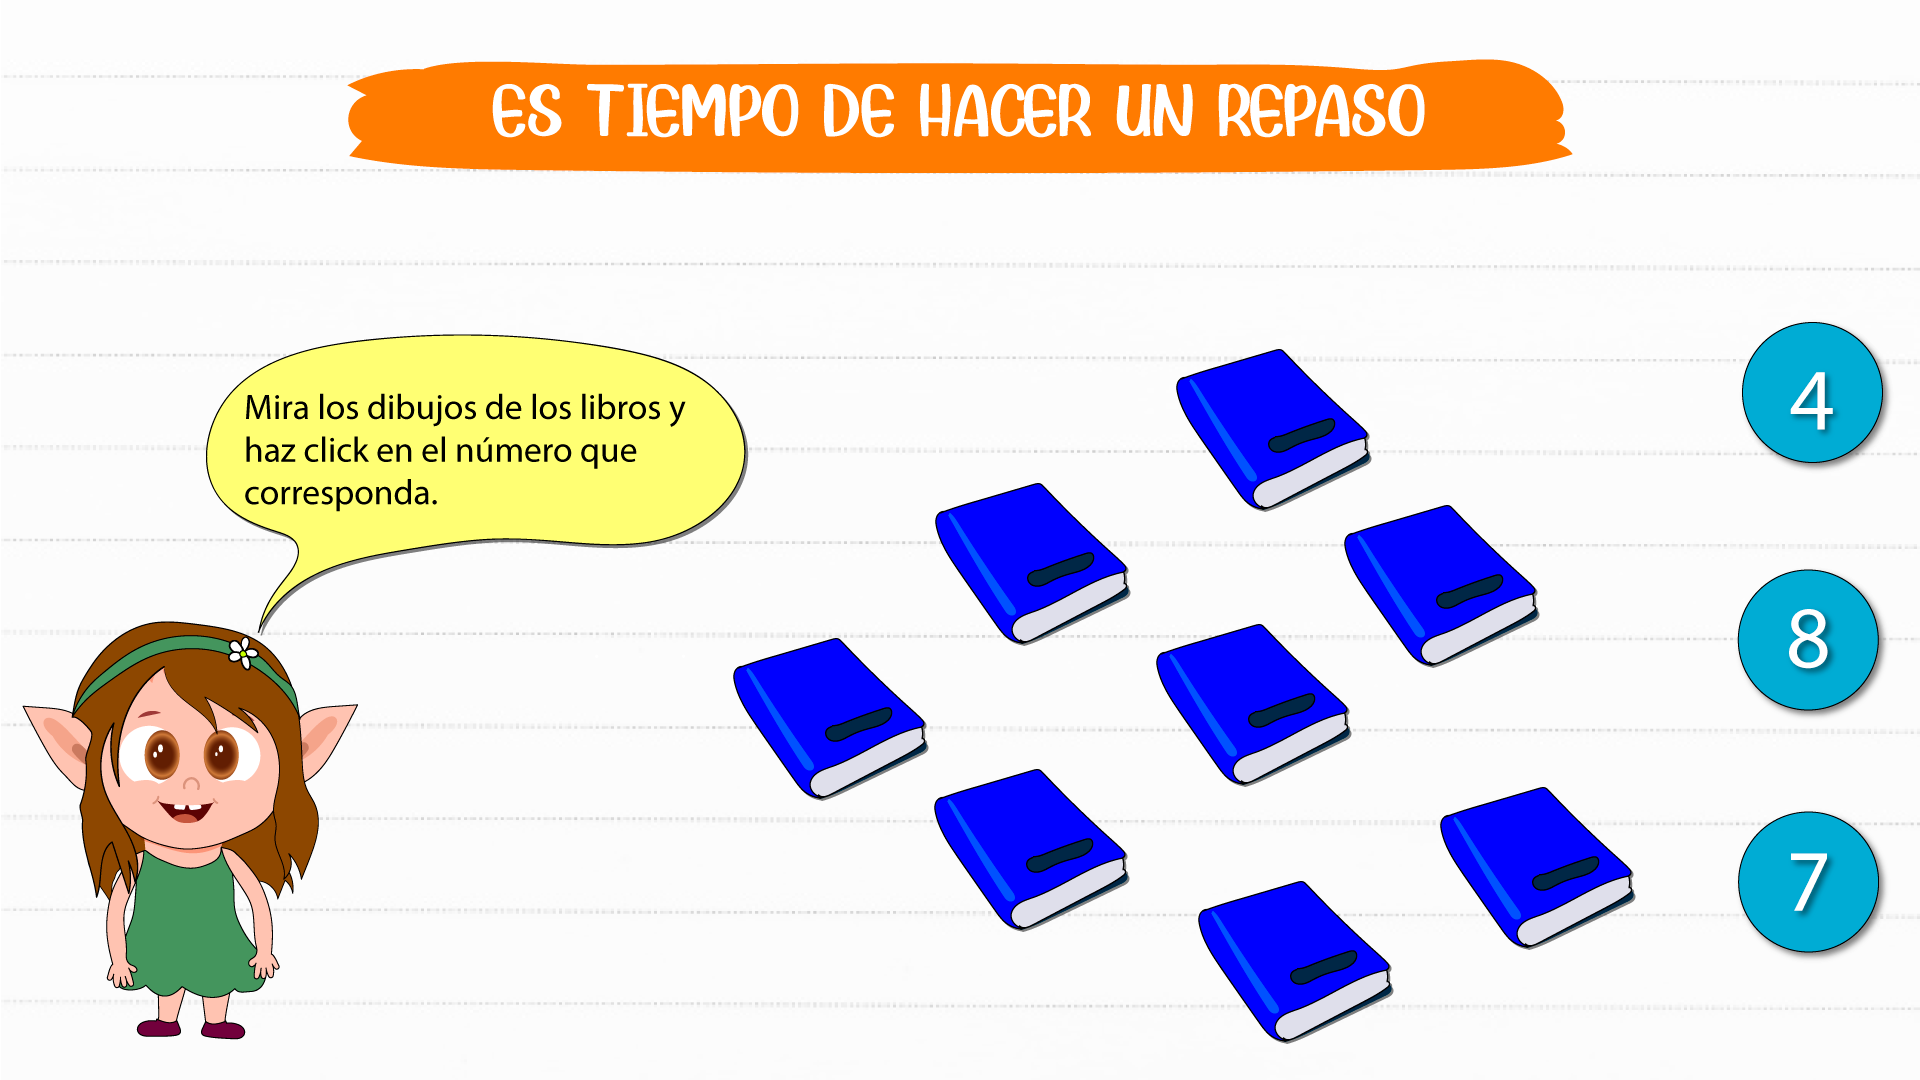 ES TIEMPO DE HACER UN REPASO
Mira los dibujos de los libros y
haz click en el número que
corresponda.
4
8
7